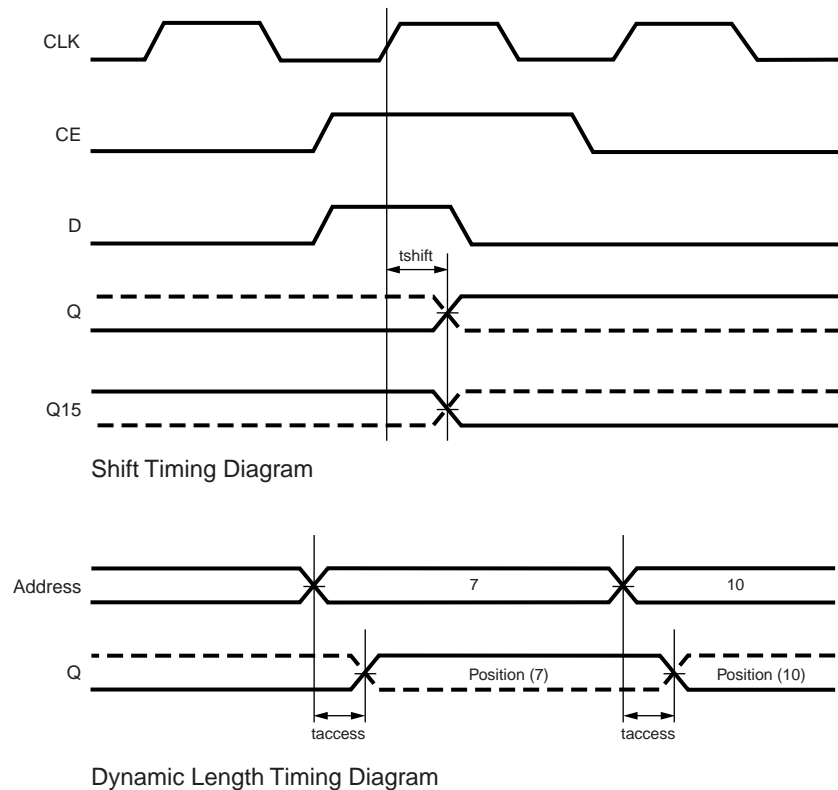 CLK
CE
D
tshift
Q
Q15
Shift Timing Diagram
Address
7
10
Q
Position (7)
Position (10)
taccess
taccess
Dynamic Length Timing Diagram